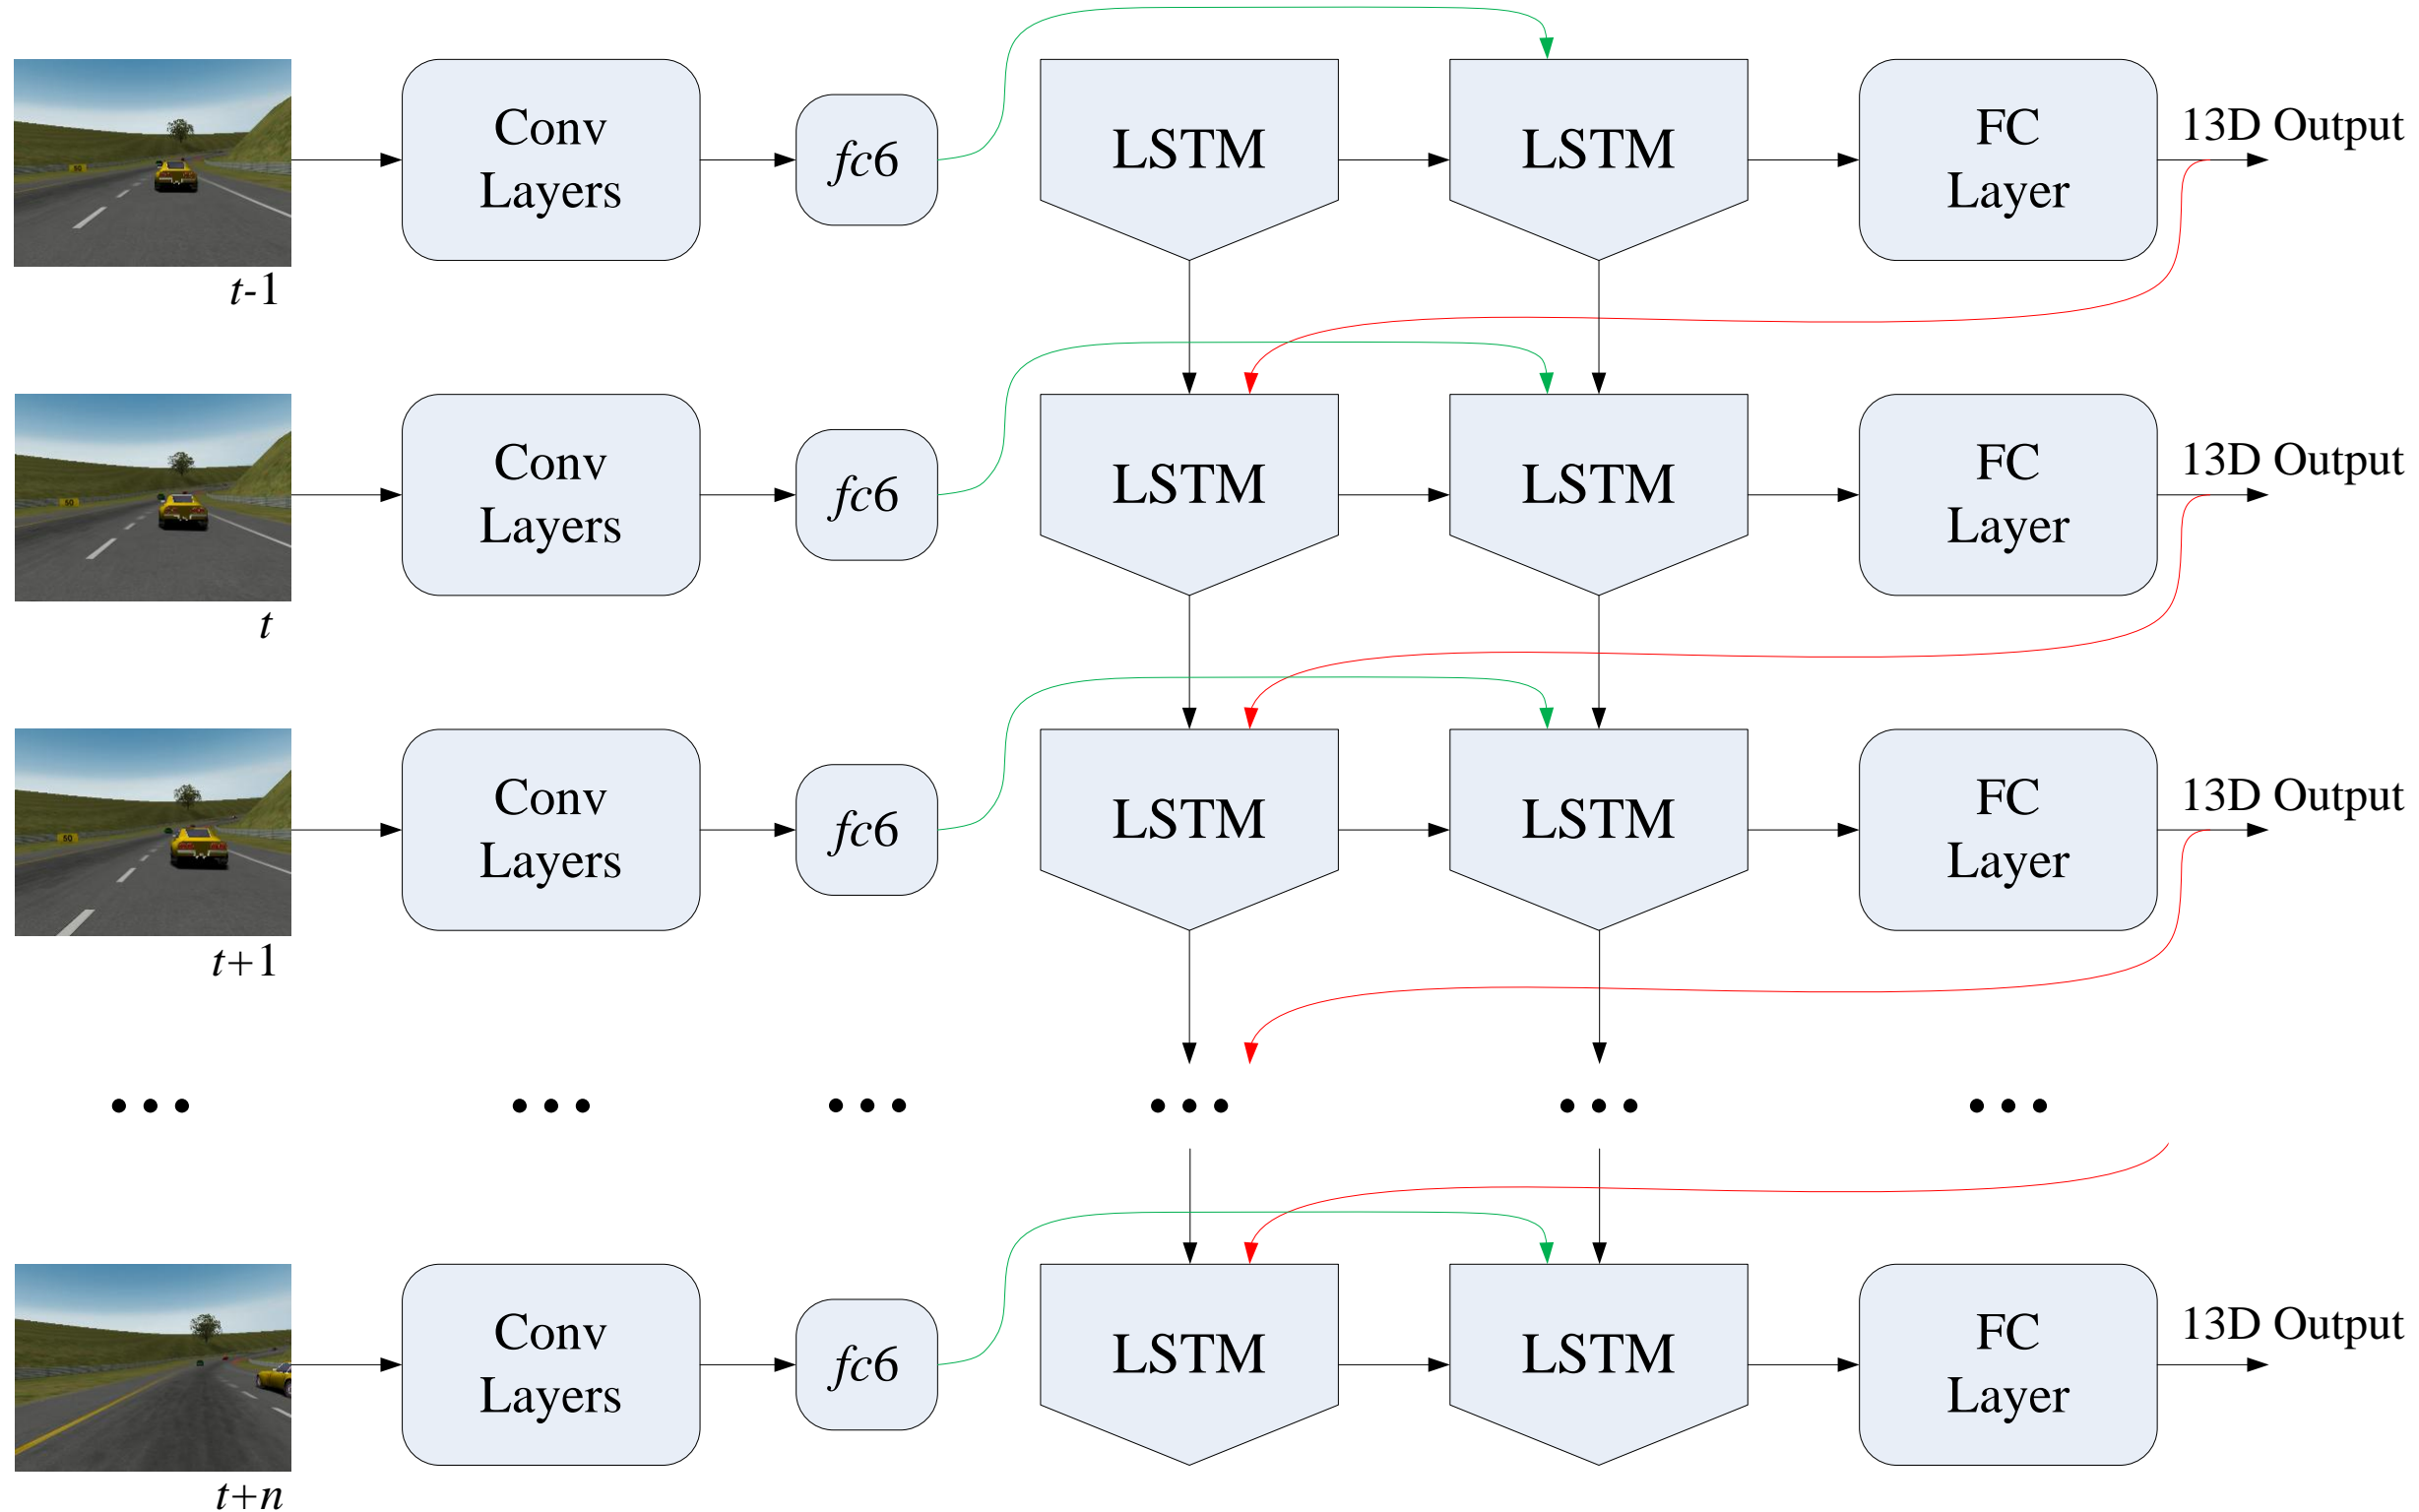 Conv
Layers
fc6
LSTM
LSTM
FC
Layer
13D Output
t-1
Conv
Layers
fc6
LSTM
LSTM
FC
Layer
13D Output
t
Conv
Layers
fc6
LSTM
LSTM
FC
Layer
13D Output
t+1
...
...
...
...
...
...
Conv
Layers
fc6
LSTM
LSTM
FC
Layer
13D Output
t+n